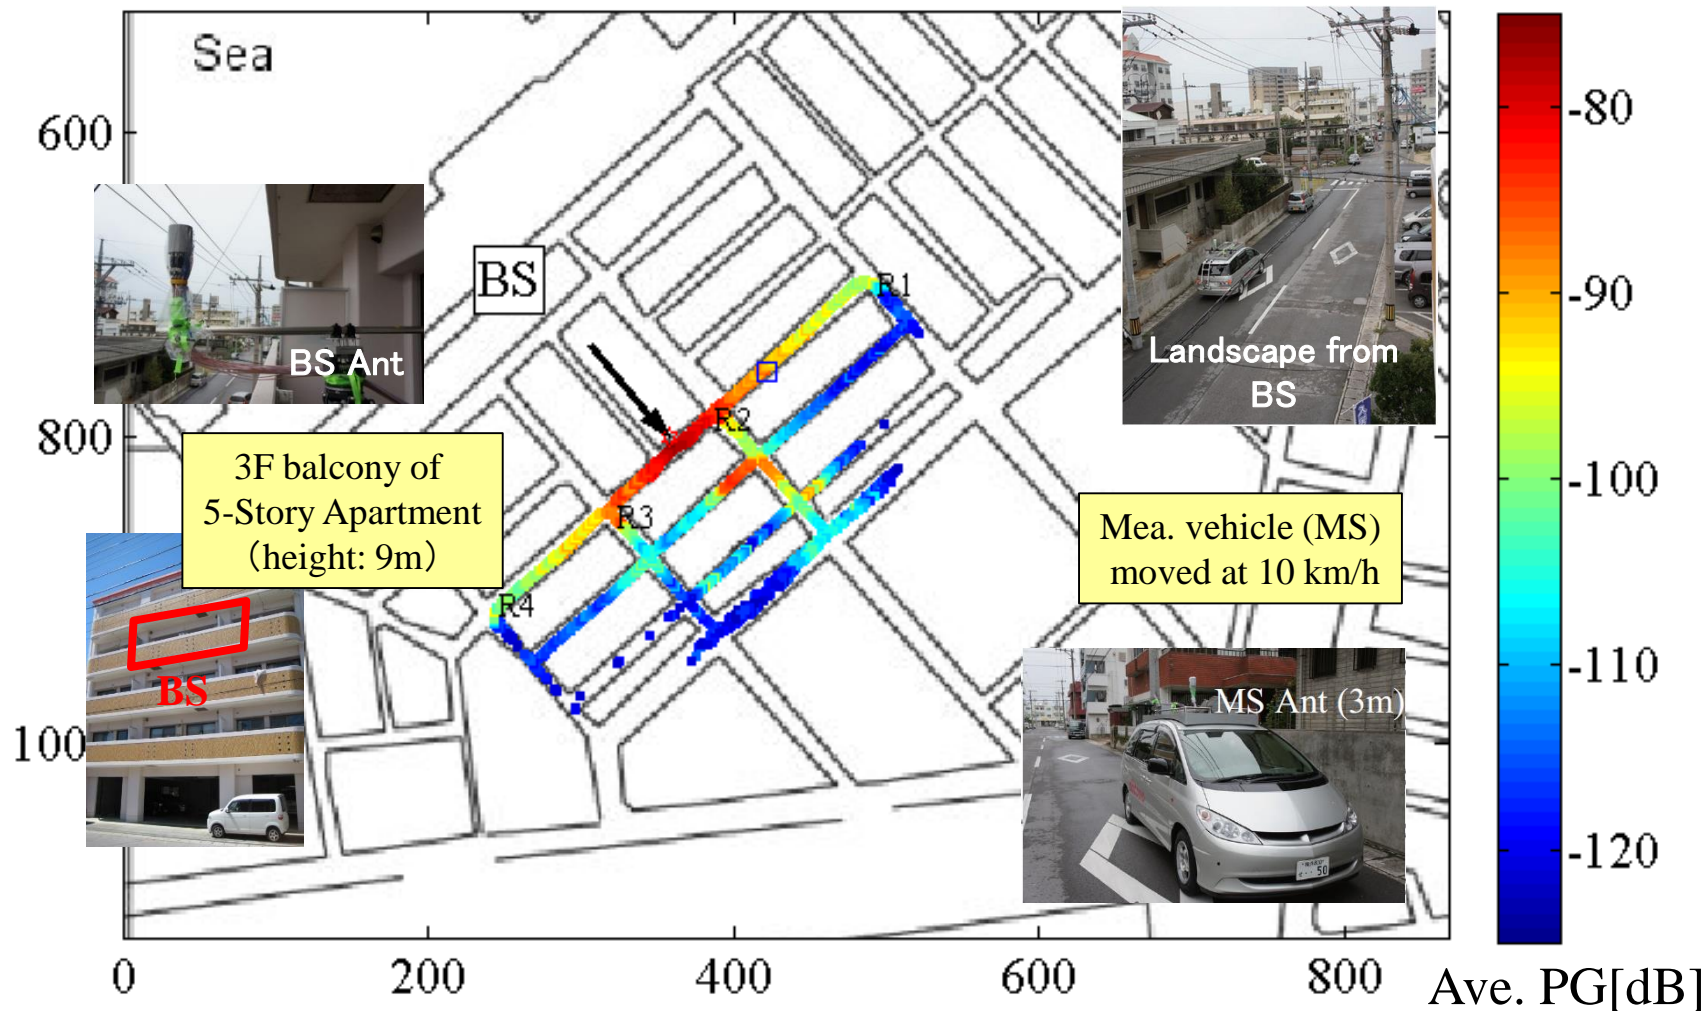 Sea
600
800
100
BS
BS Ant
3F balcony of
5-Story Apartment
(height: 9m)
BS
R1
R2
R3
R4
Landscape from
BS
Mea. vehicle (MS)
moved at 10 km/h
MS Ant (3m)
50
-80
-90
-100
-110
-120
0
200
400
600
800
Ave. PG[dB]